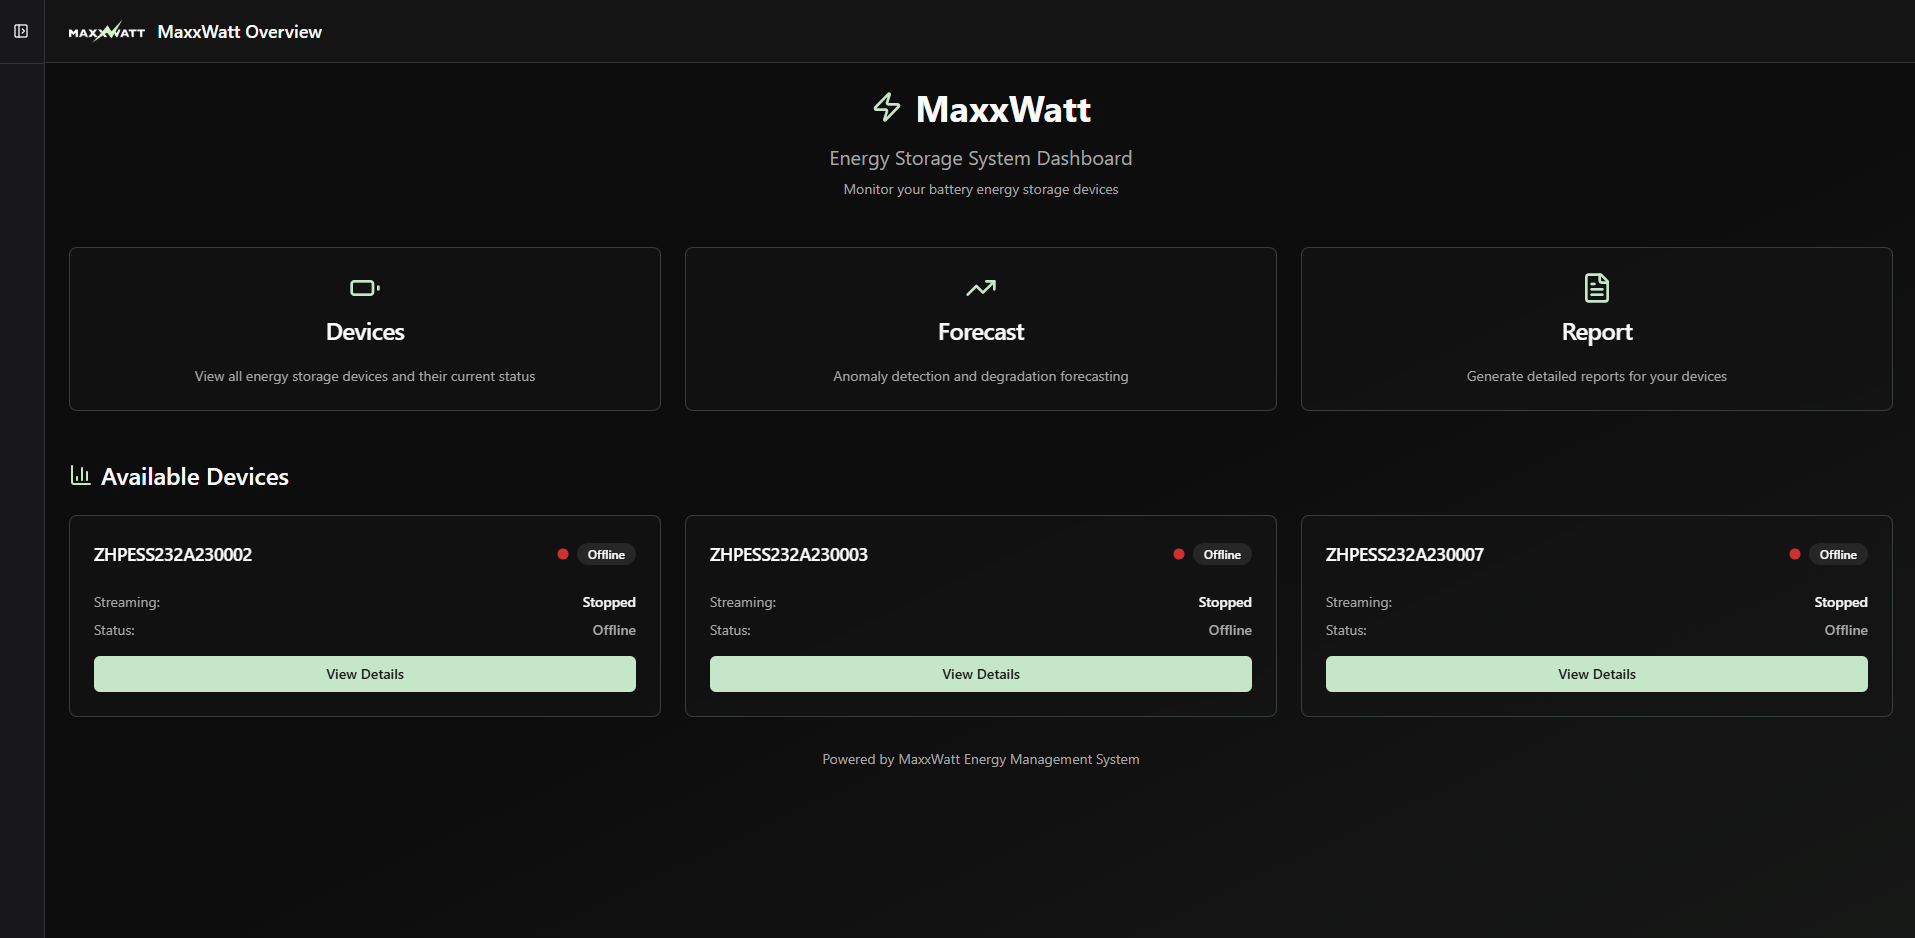 MAXXWATT MaxxWatt Overview
MaxxWatt
Energy Storage System Dashboard
Monitor your battery energy storage devices
Devices
View all energy storage devices and their current status
Forecast
Anomaly detection and degradation forecasting
Report
Generate detailed reports for your devices
Available Devices
ZHPESS232A230002 Offline
Streaming: Stopped
Status: Offline
View Details
ZHPESS232A230003 Offline
Streaming: Stopped
Status: Offline
View Details
ZHPESS232A230007 Offline
Streaming: Stopped
Status: Offline
View Details
Powered by MaxxWatt Energy Management System